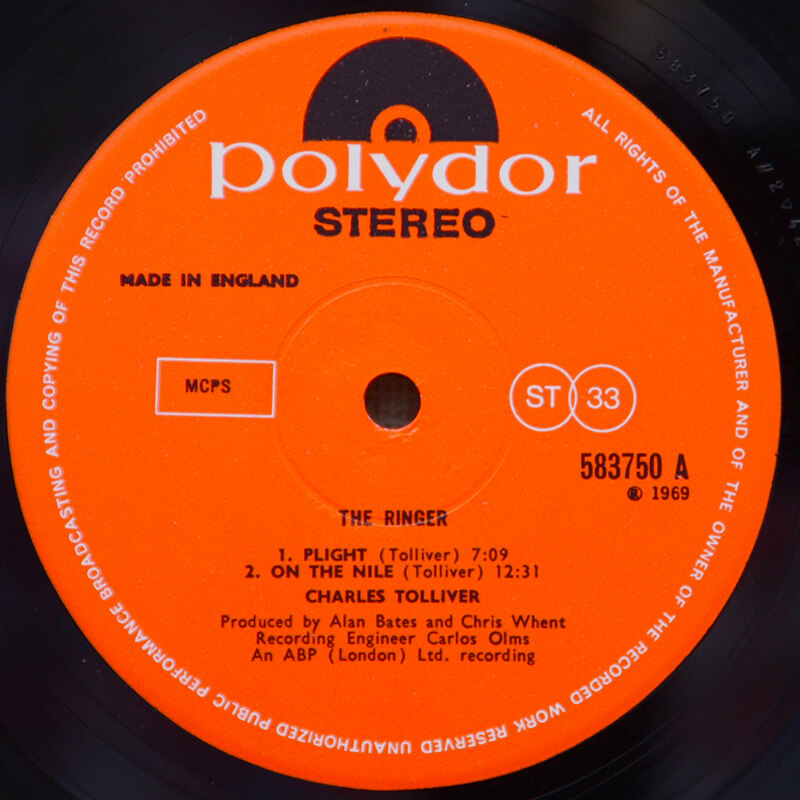 polydor
STEREO
MADE IN ENGLAND
MCPS
ST 33
583750 A
℗ 1969
THE RINGER
1. PLIGHT (Tolliver) 7:09
2. ON THE NILE (Tolliver) 12:31
CHARLES TOLLIVER
Produced by Alan Bates and Chris Whent
Recording Engineer Carlos Olms
An ABP (London) Ltd. recording
ALL RIGHTS OF THE MANUFACTURER AND OF THE OWNER OF THE RECORDED WORK RESERVED UNAUTHORIZED PUBLIC PERFORMANCE BROADCASTING AND COPYING OF THIS RECORD PROHIBITED
583750